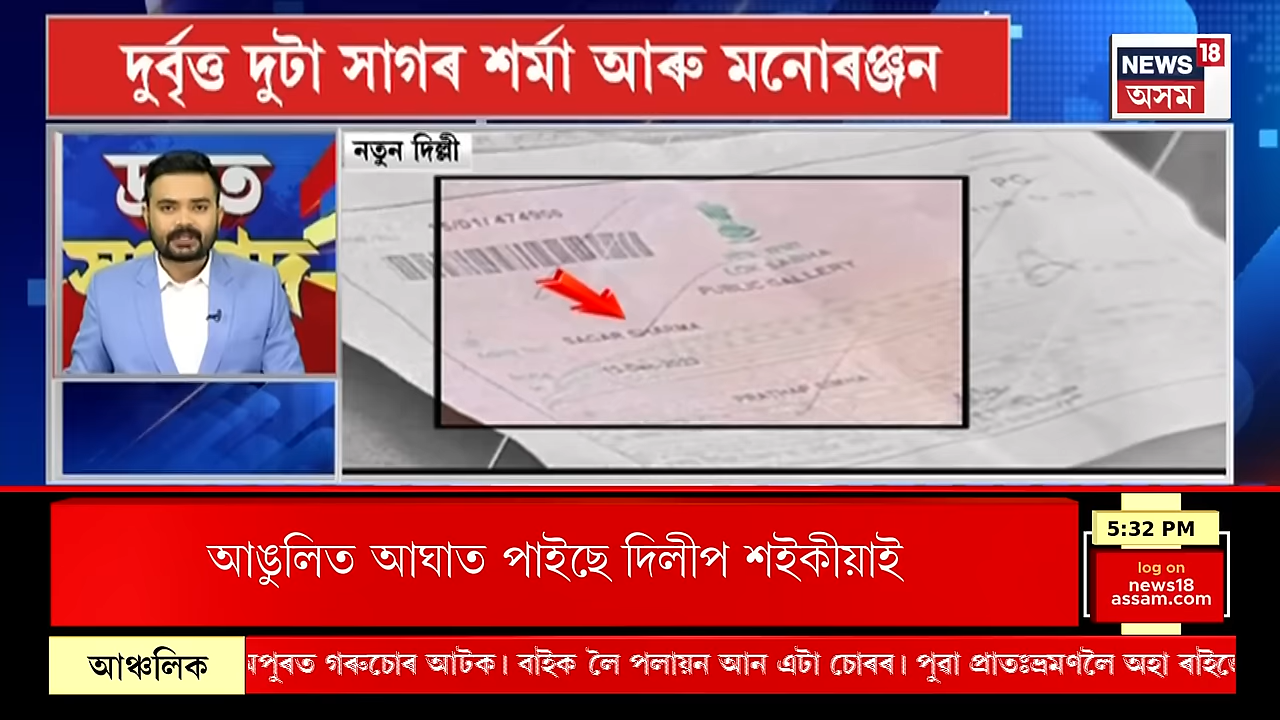 দুৰ্বৃত্ত দুটা সাগৰ শৰ্মা আৰু মনোৰঞ্জন
NEWS 18
অসম
দ্ৰুত
নতুন দিল্লী
PG
LOK SABHA
PUBLIC GALLERY
SAGAR SHARMA
PRATHAP SIMHA
আঙুলিত আঘাত পাইছে দিলীপ শইকীয়াই
5:32 PM
log on
news18
assam.com
আঞ্চলিক
গৰুচোৰ আটক। বাইক লৈ পলায়ন আন এটা চোৰৰ। পুৱা প্ৰাতঃভ্ৰমণলৈ অহা